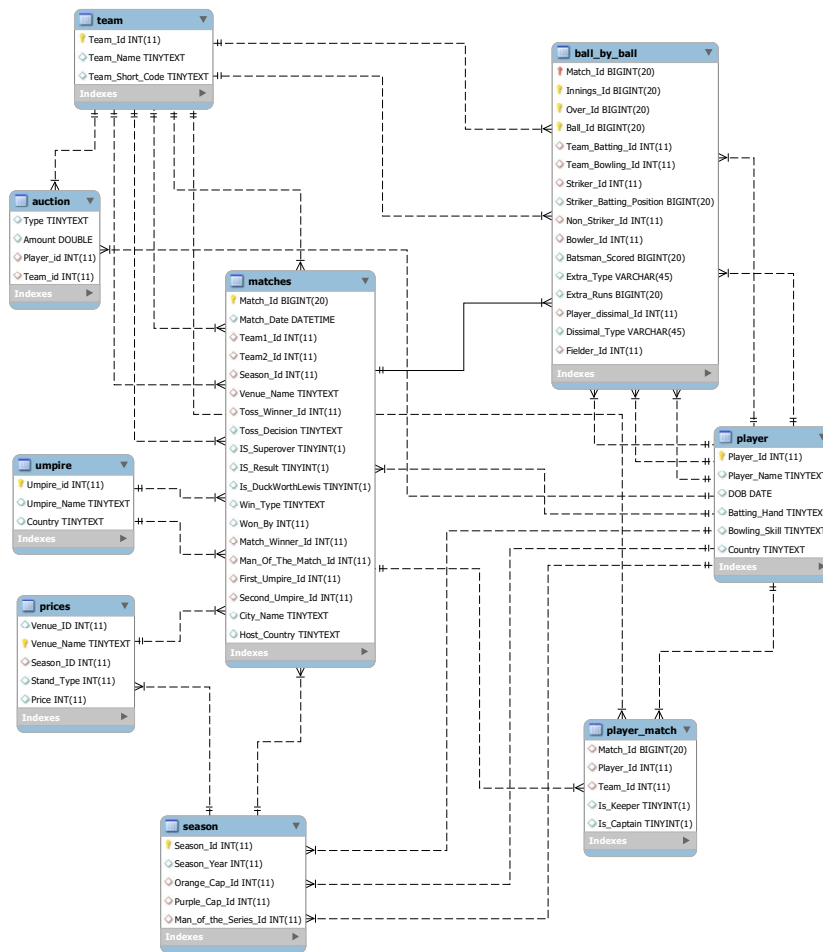 team
Team_Id INT(11)
Team_Name TINYTEXT
Team_Short_Code TINYTEXT
Indexes
ball_by_ball
Match_Id BIGINT(20)
Innings_Id BIGINT(20)
Over_Id BIGINT(20)
Ball_Id BIGINT(20)
Team_Batting_Id INT(11)
Team_Bowling_Id INT(11)
Striker_Id INT(11)
Striker_Batting_Position BIGINT(20)
Non_Striker_Id INT(11)
Bowler_Id INT(11)
Batsman_Scored BIGINT(20)
Extra_Type VARCHAR(45)
Extra_Runs BIGINT(20)
Player_dissimal_Id INT(11)
Dissimal_Type VARCHAR(45)
Fielder_Id INT(11)
Indexes
auction
Type TINYTEXT
Amount DOUBLE
Player_id INT(11)
Team_id INT(11)
Indexes
matches
Match_Id BIGINT(20)
Match_Date DATETIME
Team1_Id INT(11)
Team2_Id INT(11)
Season_Id INT(11)
Venue_Name TINYTEXT
Toss_Winner_Id INT(11)
Toss_Decision TINYTEXT
IS_Superover TINYINT(1)
IS_Result TINYINT(1)
Is_DuckWorthLewis TINYINT(1)
Win_Type TINYTEXT
Won_By INT(11)
Match_Winner_Id INT(11)
Man_Of_The_Match_Id INT(11)
First_Umpire_Id INT(11)
Second_Umpire_Id INT(11)
City_Name TINYTEXT
Host_Country TINYTEXT
Indexes
player
Player_Id INT(11)
Player_Name TINYTEXT
DOB DATE
Batting_Hand TINYTEXT
Bowling_Skill TINYTEXT
Country TINYTEXT
Indexes
umpire
Umpire_id INT(11)
Umpire_Name TINYTEXT
Country TINYTEXT
Indexes
prices
Venue_ID INT(11)
Venue_Name TINYTEXT
Season_ID INT(11)
Stand_Type INT(11)
Price INT(11)
Indexes
player_match
Match_Id BIGINT(20)
Player_Id INT(11)
Team_Id INT(11)
Is_Keeper TINYINT(1)
Is_Captain TINYINT(1)
Indexes
season
Season_Id INT(11)
Season_Year INT(11)
Orange_Cap_Id INT(11)
Purple_Cap_Id INT(11)
Man_of_the_Series_Id INT(11)
Indexes